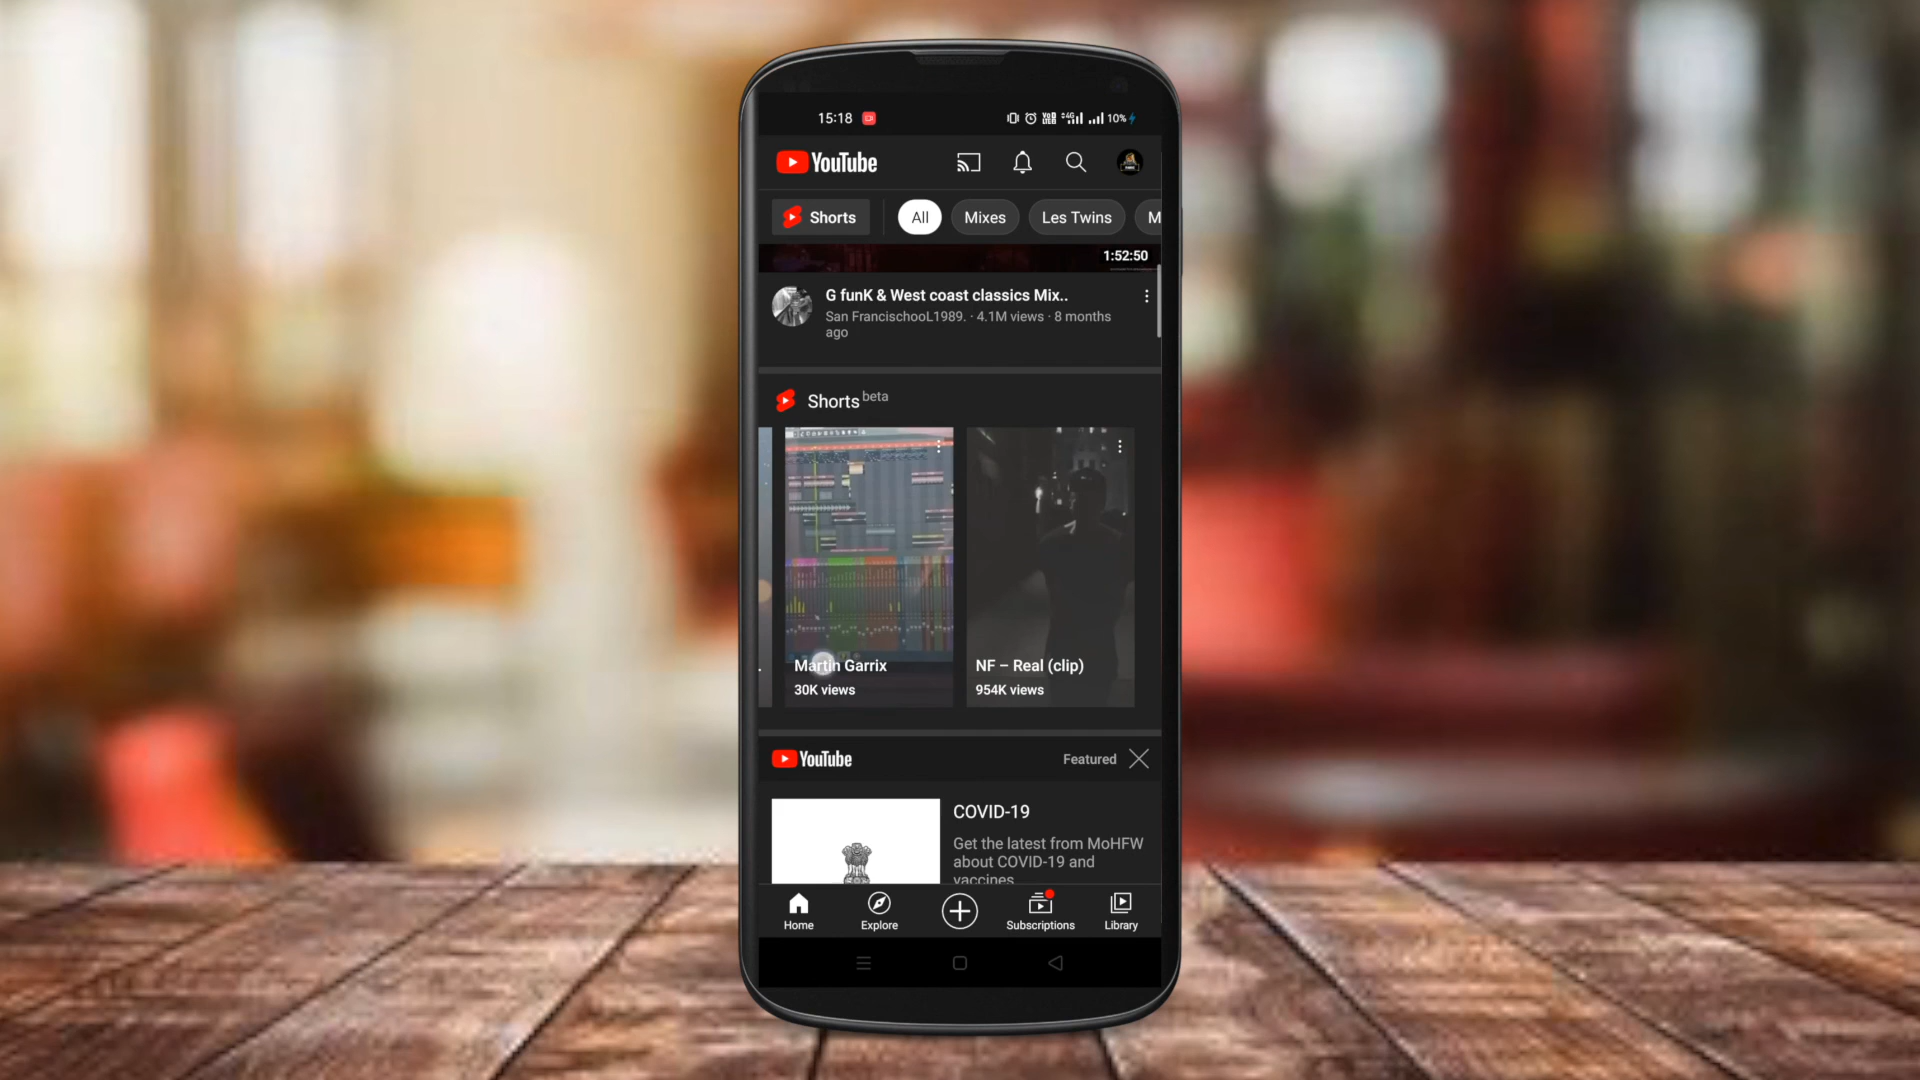 15:18
10%
YouTube
Shorts
All
Mixes
Les Twins
M
1:52:50
G funK & West coast classics Mix..
San FrancischooL1989. · 4.1M views · 8 months
ago
Shorts beta
Martin Garrix
30K views
NF – Real (clip)
954K views
YouTube
Featured
COVID-19
Get the latest from MoHFW
about COVID-19 and
vaccines
Home
Explore
Subscriptions
Library